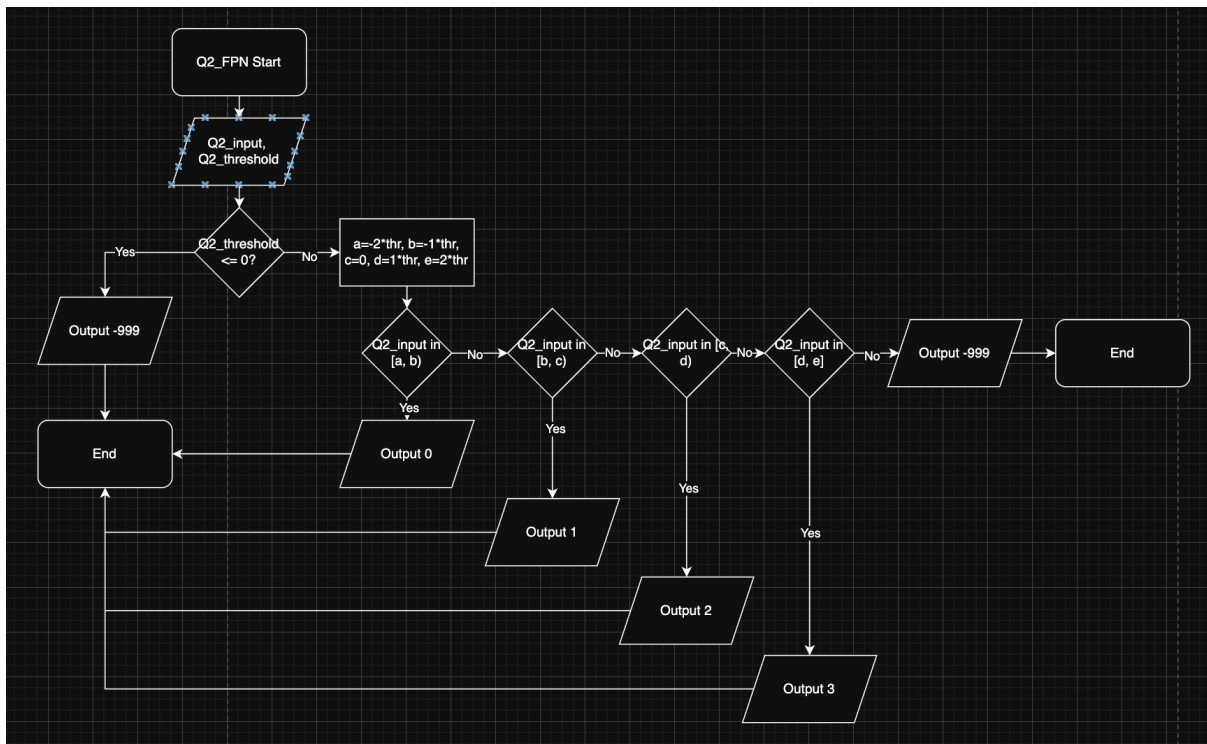 Q2_FPN Start
Q2_input,
Q2_threshold
Q2_threshold
<= 0?
Yes
No
a=-2*thr, b=-1*thr,
c=0, d=1*thr, e=2*thr
Output -999
Q2_input in
[a, b)
No
Q2_input in
[b, c)
No
Q2_input in [c,
d)
No
Q2_input in
[d, e]
No
Output -999
End
Yes
Output 0
End
Yes
Output 1
Yes
Output 2
Yes
Output 3